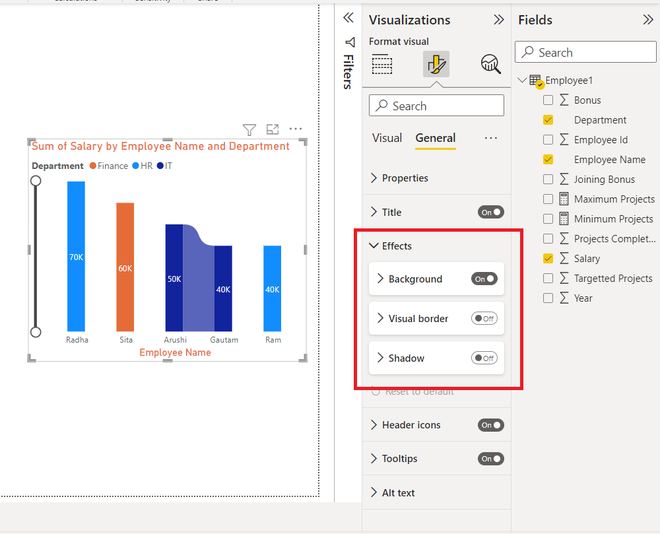 Visualizations
Fields
Format visual
Filters
Search
Search
Visual
General
Properties
Title
On
Effects
Background
On
Visual border
Off
Shadow
Off
Reset to default
Header icons
On
Tooltips
On
Alt text
Employee1
Bonus
Department
Employee Id
Employee Name
Joining Bonus
Maximum Projects
Minimum Projects
Projects Complet...
Salary
Targetted Projects
Year
Sum of Salary by Employee Name and Department
Department Finance HR IT
70K
60K
50K
40K
40K
Radha Sita Arushi Gautam Ram
Employee Name